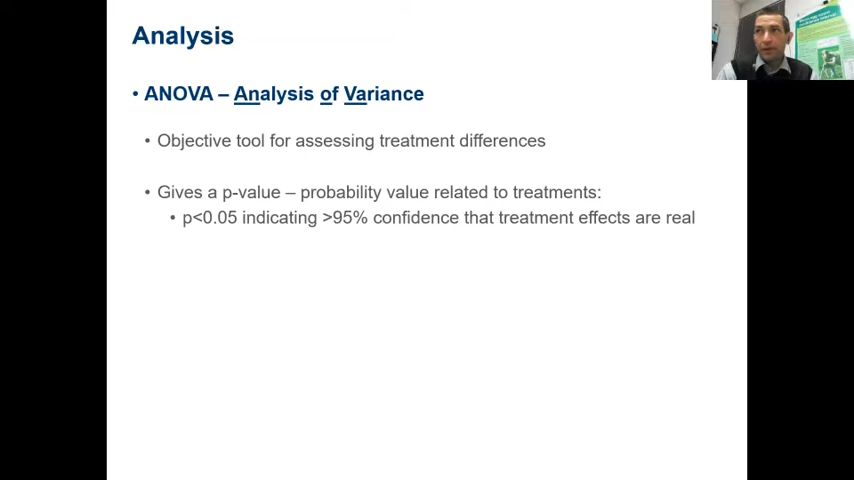 Analysis
• ANOVA – Analysis of Variance
• Objective tool for assessing treatment differences
• Gives a p-value – probability value related to treatments:
• p<0.05 indicating >95% confidence that treatment effects are real